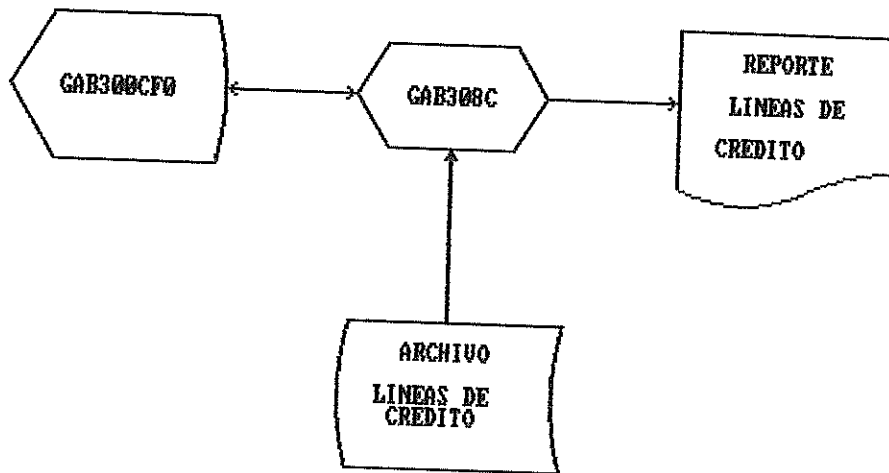 GAB300CF0
GAB308C
REPORTE
LINEAS DE
CREDITO
ARCHIVO
LINEAS DE
CREDITO